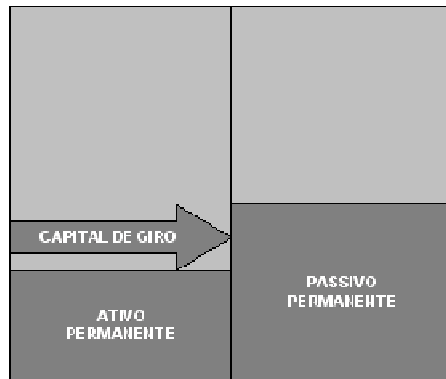 CAPITAL DE GIRO
ATIVO
PERMANENTE
PASSIVO
PERMANENTE